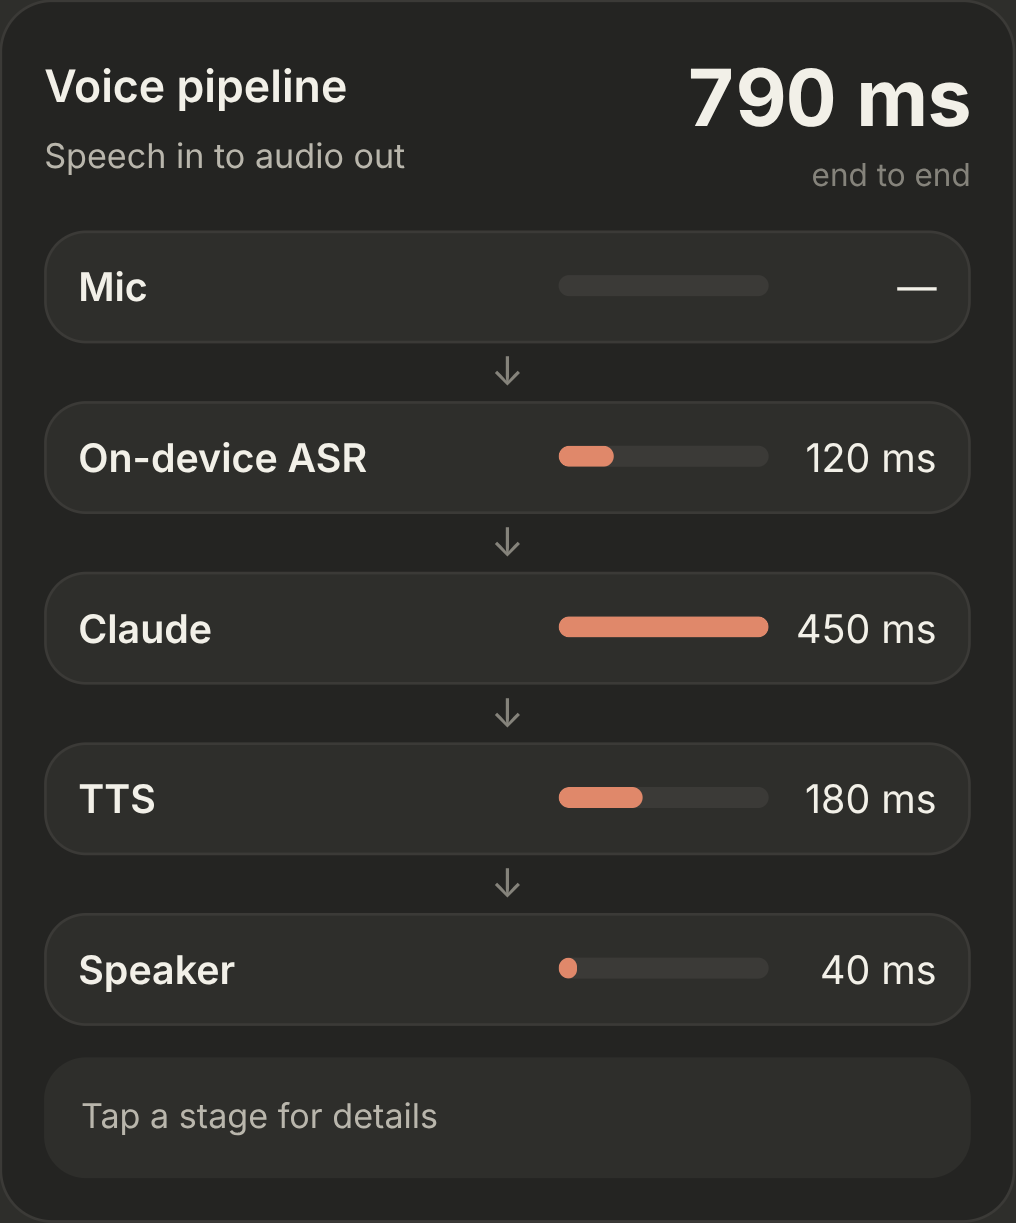 Voice pipeline
790 ms
Speech in to audio out
end to end
Mic —
On-device ASR 120 ms
Claude 450 ms
TTS 180 ms
Speaker 40 ms
Tap a stage for details